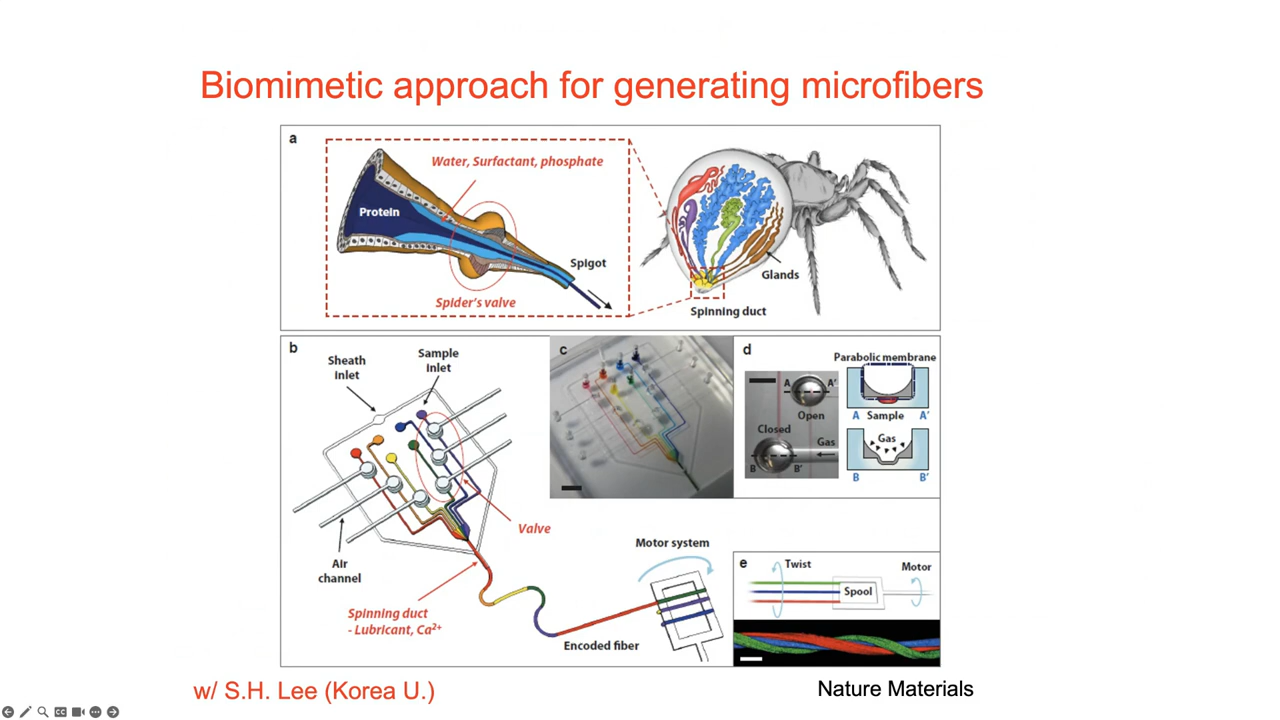 Biomimetic approach for generating microfibers
a
Water, Surfactant, phosphate
Protein
Spigot
Spider's valve
Glands
Spinning duct
b
Sheath
inlet
Sample
inlet
Valve
Air
channel
Spinning duct
- Lubricant, Ca²⁺
Encoded fiber
Motor system
c
d
A
A'
Open
Closed
Gas
B
B'
Parabolic membrane
A
Sample
A'
Gas
B
B'
e
Twist
Motor
Spool
w/ S.H. Lee (Korea U.)
Nature Materials
CC